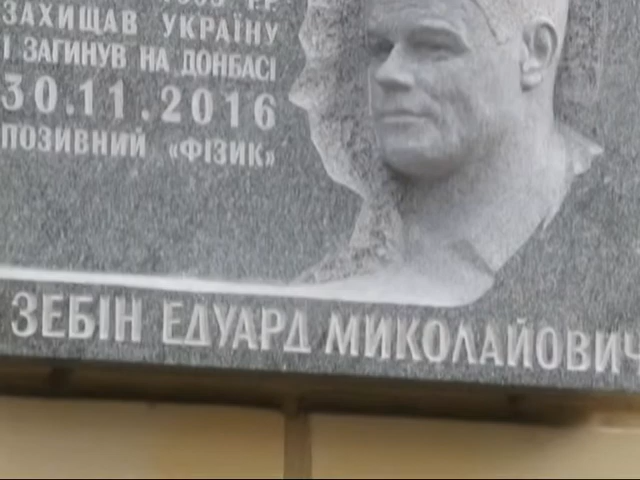 ЗАХИЩАВ УКРАЇНУ
І ЗАГИНУВ НА ДОНБАСІ
30.11.2016
ПОЗИВНИЙ «ФІЗИК»
ЗЕБІН ЕДУАРД МИКОЛАЙОВИЧ